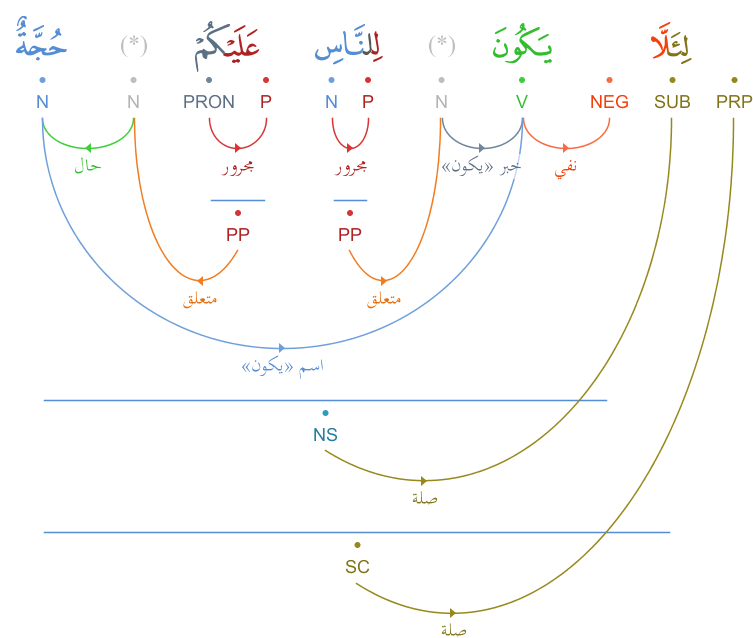 لِئَلَّا يَكُونَ (*) لِلنَّاسِ عَلَيْكُمْ (*) حُجَّةٌ
PRP SUB NEG V N P N P PRON N N
نفي خبر «يكون» مجرور مجرور حال
PP PP
متعلق متعلق
اسم «يكون»
NS
صلة
SC
صلة